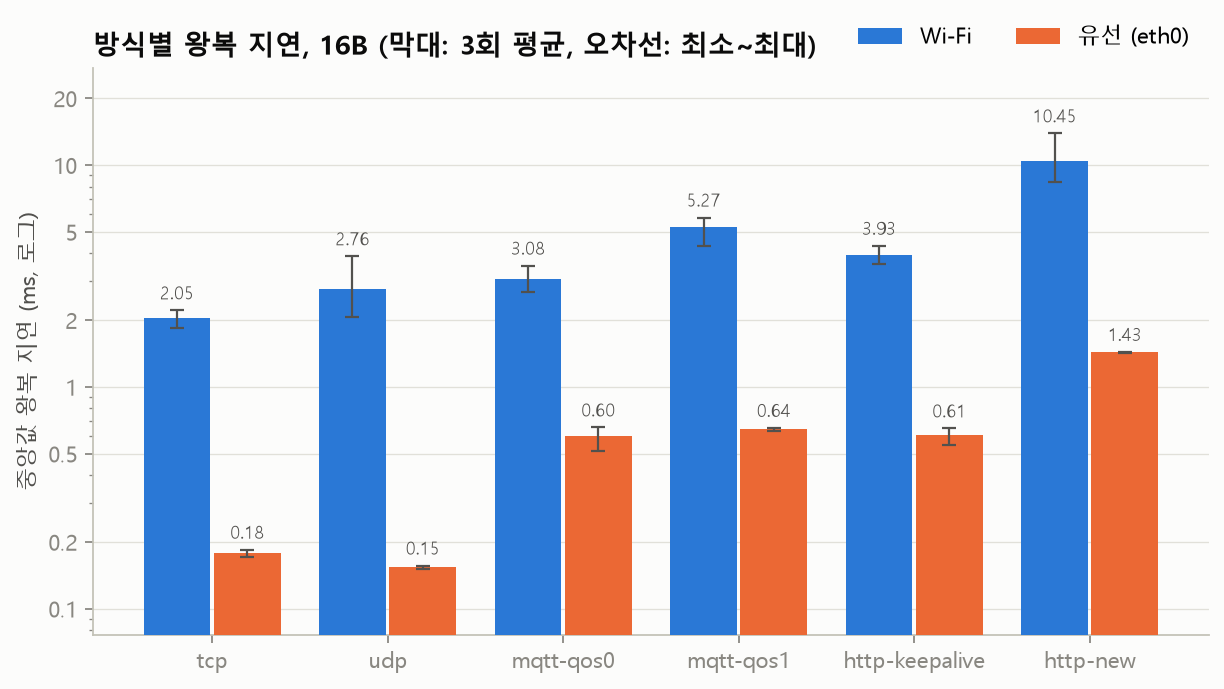 방식별 왕복 지연, 16B (막대: 3회 평균, 오차선: 최소~최대)
Wi-Fi
유선 (eth0)
중앙값 왕복 지연 (ms, 로그)
20
10
5
2
1
0.5
0.2
0.1
2.05
0.18
2.76
0.15
3.08
0.60
5.27
0.64
3.93
0.61
10.45
1.43
tcp
udp
mqtt-qos0
mqtt-qos1
http-keepalive
http-new